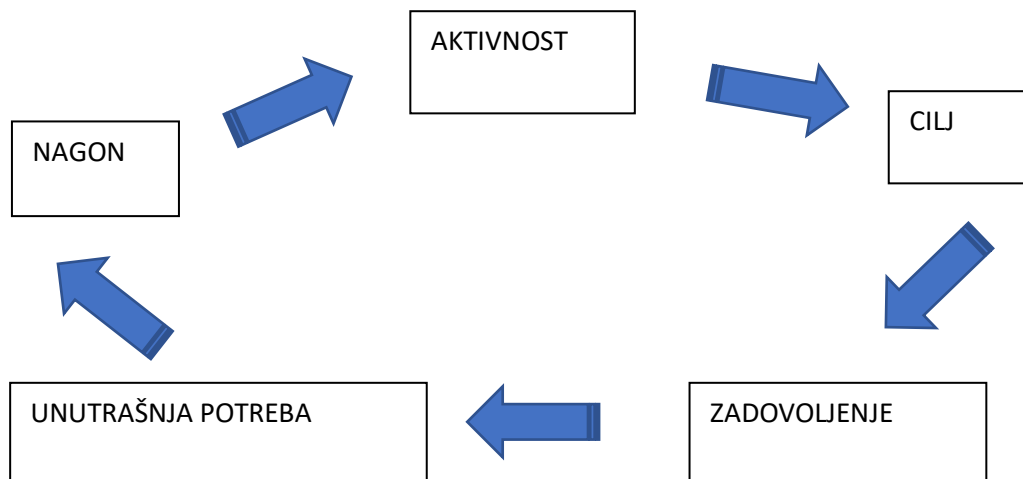 AKTIVNOST
CILJ
NAGON
UNUTRAŠNJA POTREBA
ZADOVOLJENJE